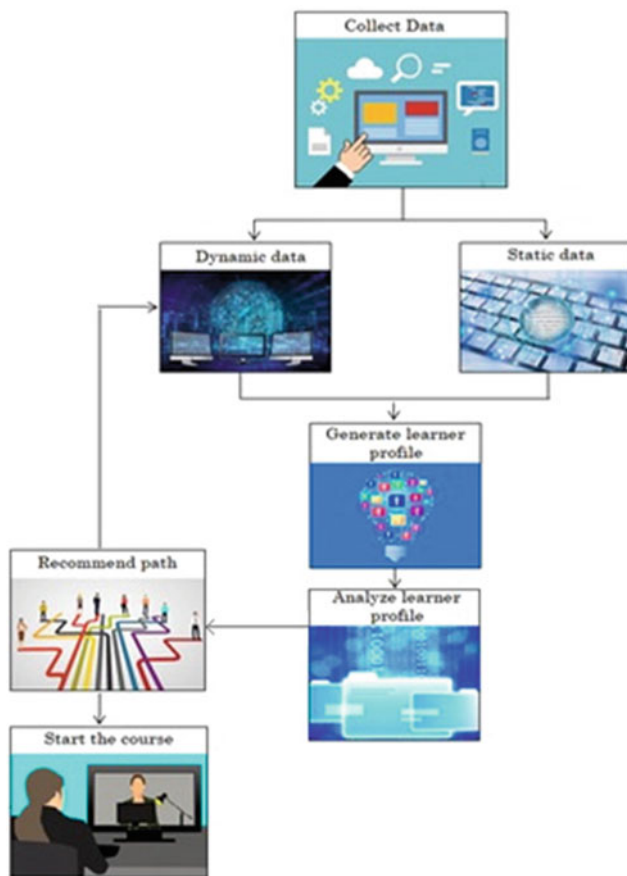 Collect Data
Dynamic data
Static data
Generate learner
profile
Recommend path
Analyze learner
profile
Start the course